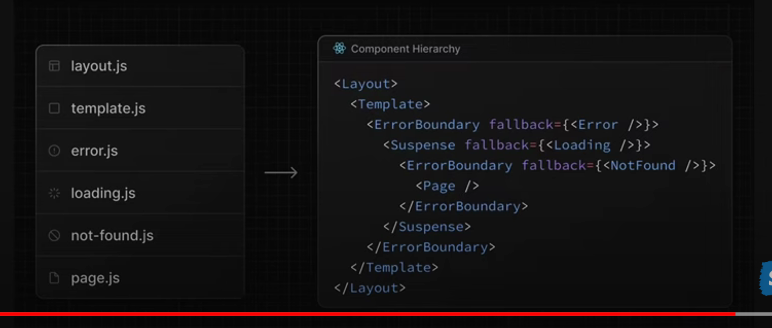 layout.js
template.js
error.js
loading.js
not-found.js
page.js
Component Hierarchy
<Layout>
  <Template>
    <ErrorBoundary fallback={<Error />}>
      <Suspense fallback={<Loading />}>
        <ErrorBoundary fallback={<NotFound />}>
          <Page />
        </ErrorBoundary>
      </Suspense>
    </ErrorBoundary>
  </Template>
</Layout>